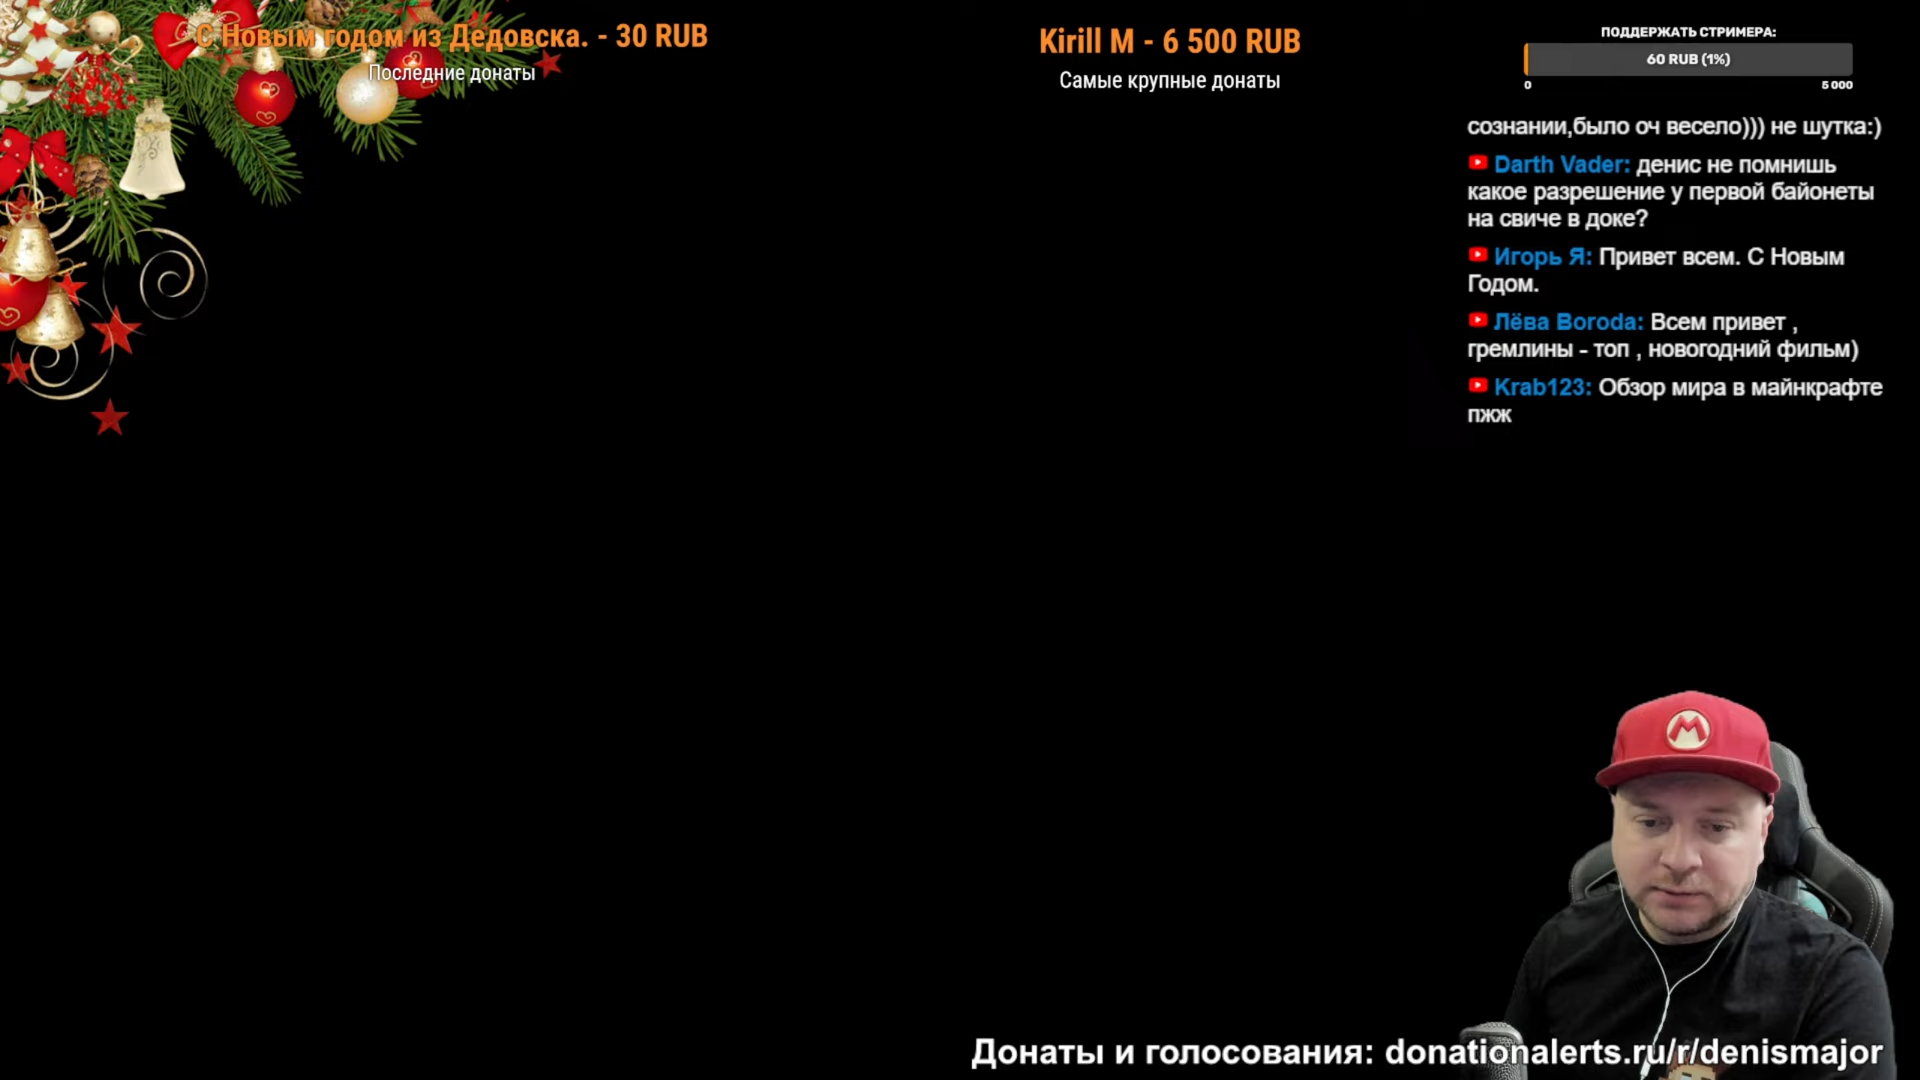 С Новым годом из Дедовска. - 30 RUB
Последние донаты
Kirill M - 6 500 RUB
Самые крупные донаты
ПОДДЕРЖАТЬ СТРИМЕРА:
60 RUB (1%)
0 5 000
сознании,было оч весело))) не шутка:)
Darth Vader: денис не помнишь
какое разрешение у первой байонеты
на свиче в доке?
Игорь Я: Привет всем. С Новым
Годом.
Лёва Boroda: Всем привет ,
гремлины - топ , новогодний фильм)
Krab123: Обзор мира в майнкрафте
пжж
M
Донаты и голосования: donationalerts.ru/r/denismajor